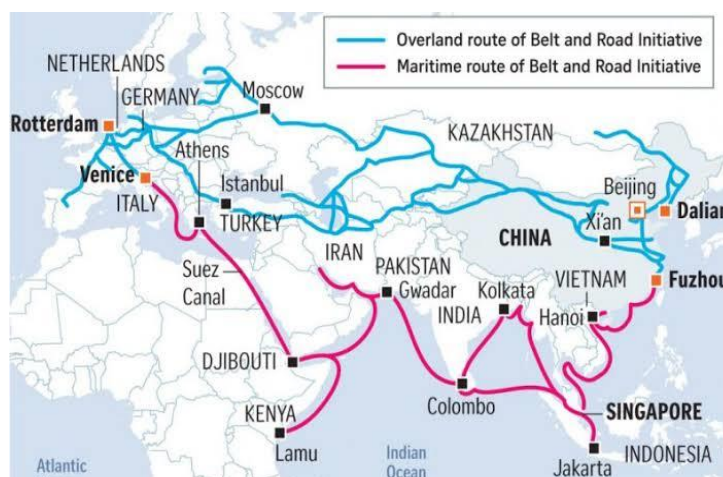 Overland route of Belt and Road Initiative
Maritime route of Belt and Road Initiative
NETHERLANDS
GERMANY
Moscow
Rotterdam
KAZAKHSTAN
Athens
Venice
Istanbul
Beijing
ITALY
TURKEY
Dalian
Xi'an
IRAN
CHINA
Suez
Canal
PAKISTAN
Gwadar
Kolkata
VIETNAM
Fuzhou
INDIA
Hanoi
DJIBOUTI
KENYA
Colombo
SINGAPORE
Lamu
INDONESIA
Atlantic
Indian
Ocean
Jakarta